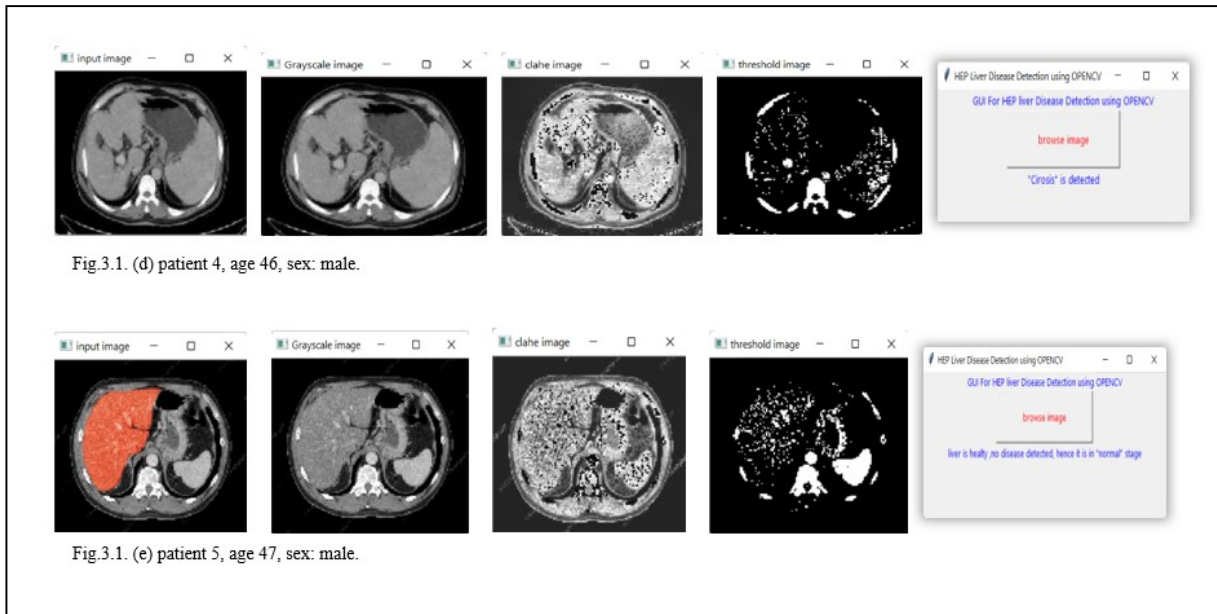 input image
Grayscale image
clahe image
threshold image
HEP Liver Disease Detection using OPENCV
GUI For HEP liver Disease Detection using OPENCV
browse image
"Cirosis" is detected
Fig.3.1. (d) patient 4, age 46, sex: male.
input image
Grayscale image
clahe image
threshold image
HEP Liver Disease Detection using OPENCV
GUI For HEP liver Disease Detection using OPENCV
browse image
liver is healty ,no disease detected, hence it is in "normal" stage
Fig.3.1. (e) patient 5, age 47, sex: male.